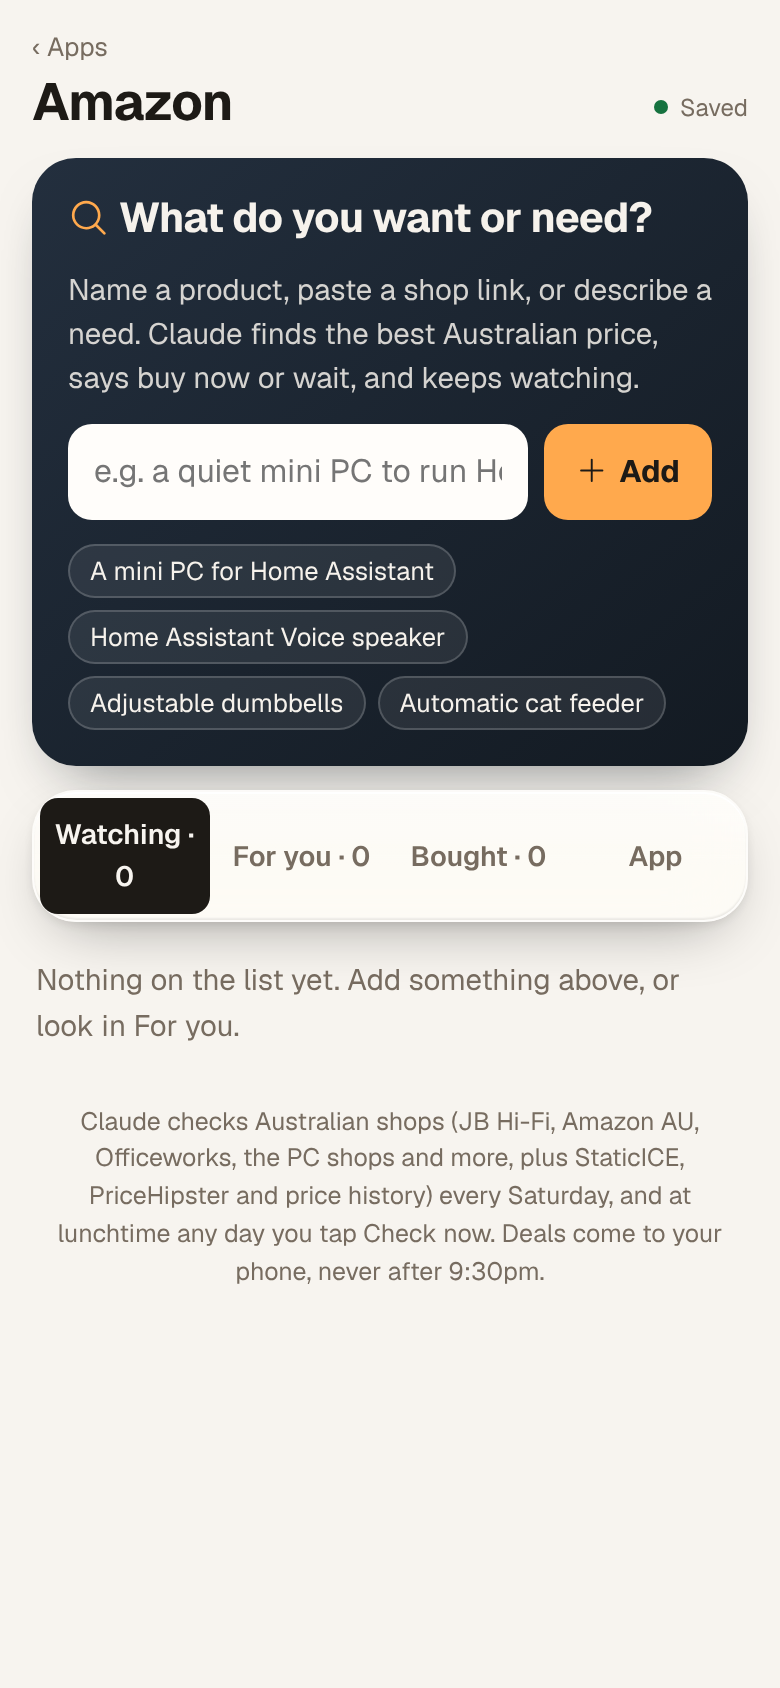 ‹ Apps
Amazon
Saved
What do you want or need?
Name a product, paste a shop link, or describe a
need. Claude finds the best Australian price,
says buy now or wait, and keeps watching.
e.g. a quiet mini PC to run
+ Add
A mini PC for Home Assistant
Home Assistant Voice speaker
Adjustable dumbbells
Automatic cat feeder
Watching ·
0
For you · 0
Bought · 0
App
Nothing on the list yet. Add something above, or
look in For you.
Claude checks Australian shops (JB Hi-Fi, Amazon AU,
Officeworks, the PC shops and more, plus StaticICE,
PriceHipster and price history) every Saturday, and at
lunchtime any day you tap Check now. Deals come to your
phone, never after 9:30pm.